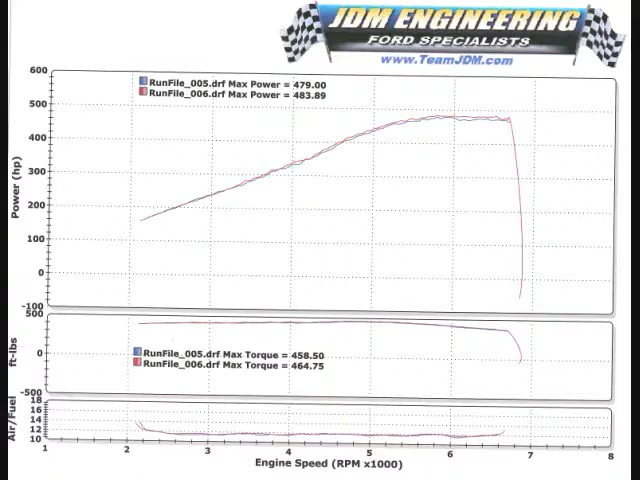 JDM ENGINEERING
FORD SPECIALISTS
www.TeamJDM.com
600
500
400
300
200
100
0
-100
Power (hp)
RunFile_005.drf Max Power = 479.00
RunFile_006.drf Max Power = 483.89
500
0
-500
ft-lbs
RunFile_005.drf Max Torque = 458.50
RunFile_006.drf Max Torque = 464.75
18
16
14
12
10
Air/Fuel
1 2 3 4 5 6 7 8
Engine Speed (RPM x1000)